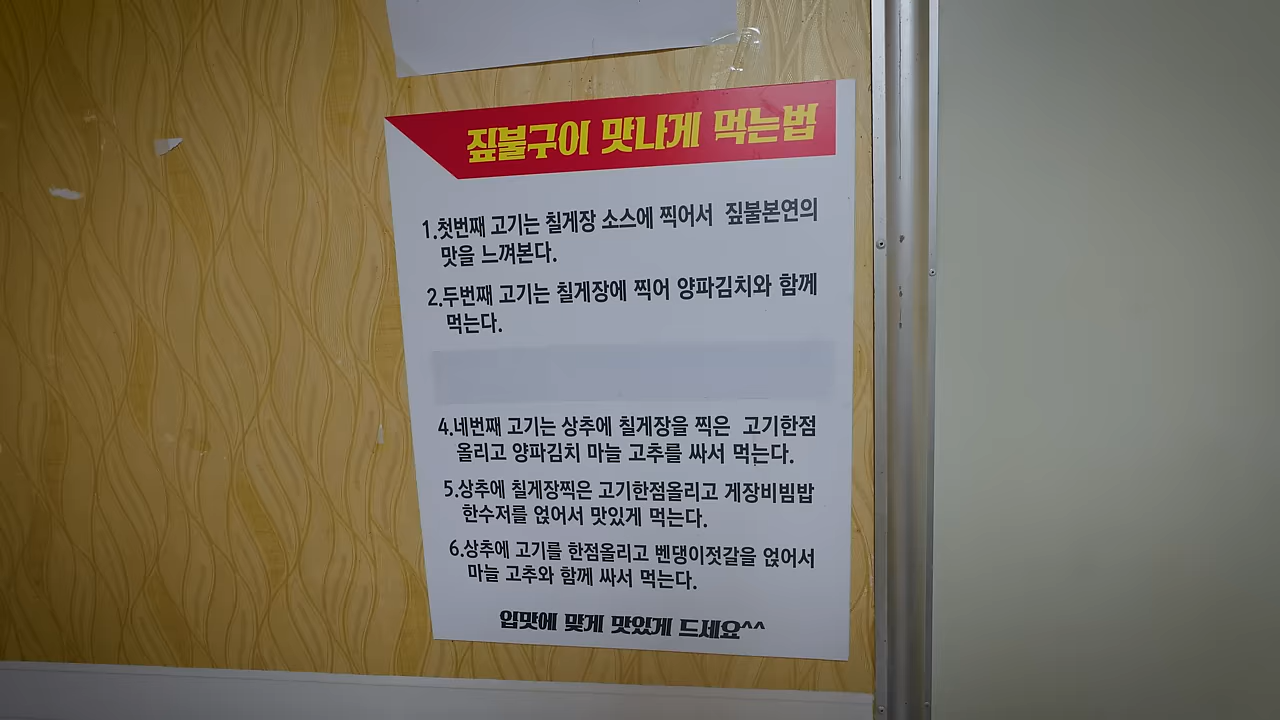 짚불구이 맛나게 먹는법
1.첫번째 고기는 칠게장 소스에 찍어서 짚불본연의
맛을 느껴본다.
2.두번째 고기는 칠게장에 찍어 양파김치와 함께
먹는다.
4.네번째 고기는 상추에 칠게장을 찍은 고기한점
올리고 양파김치 마늘 고추를 싸서 먹는다.
5.상추에 칠게장찍은 고기한점올리고 게장비빔밥
한수저를 얹어서 맛있게 먹는다.
6.상추에 고기를 한점올리고 벤댕이젓갈을 얹어서
마늘 고추와 함께 싸서 먹는다.
입맛에 맞게 맛있게 드세요^^